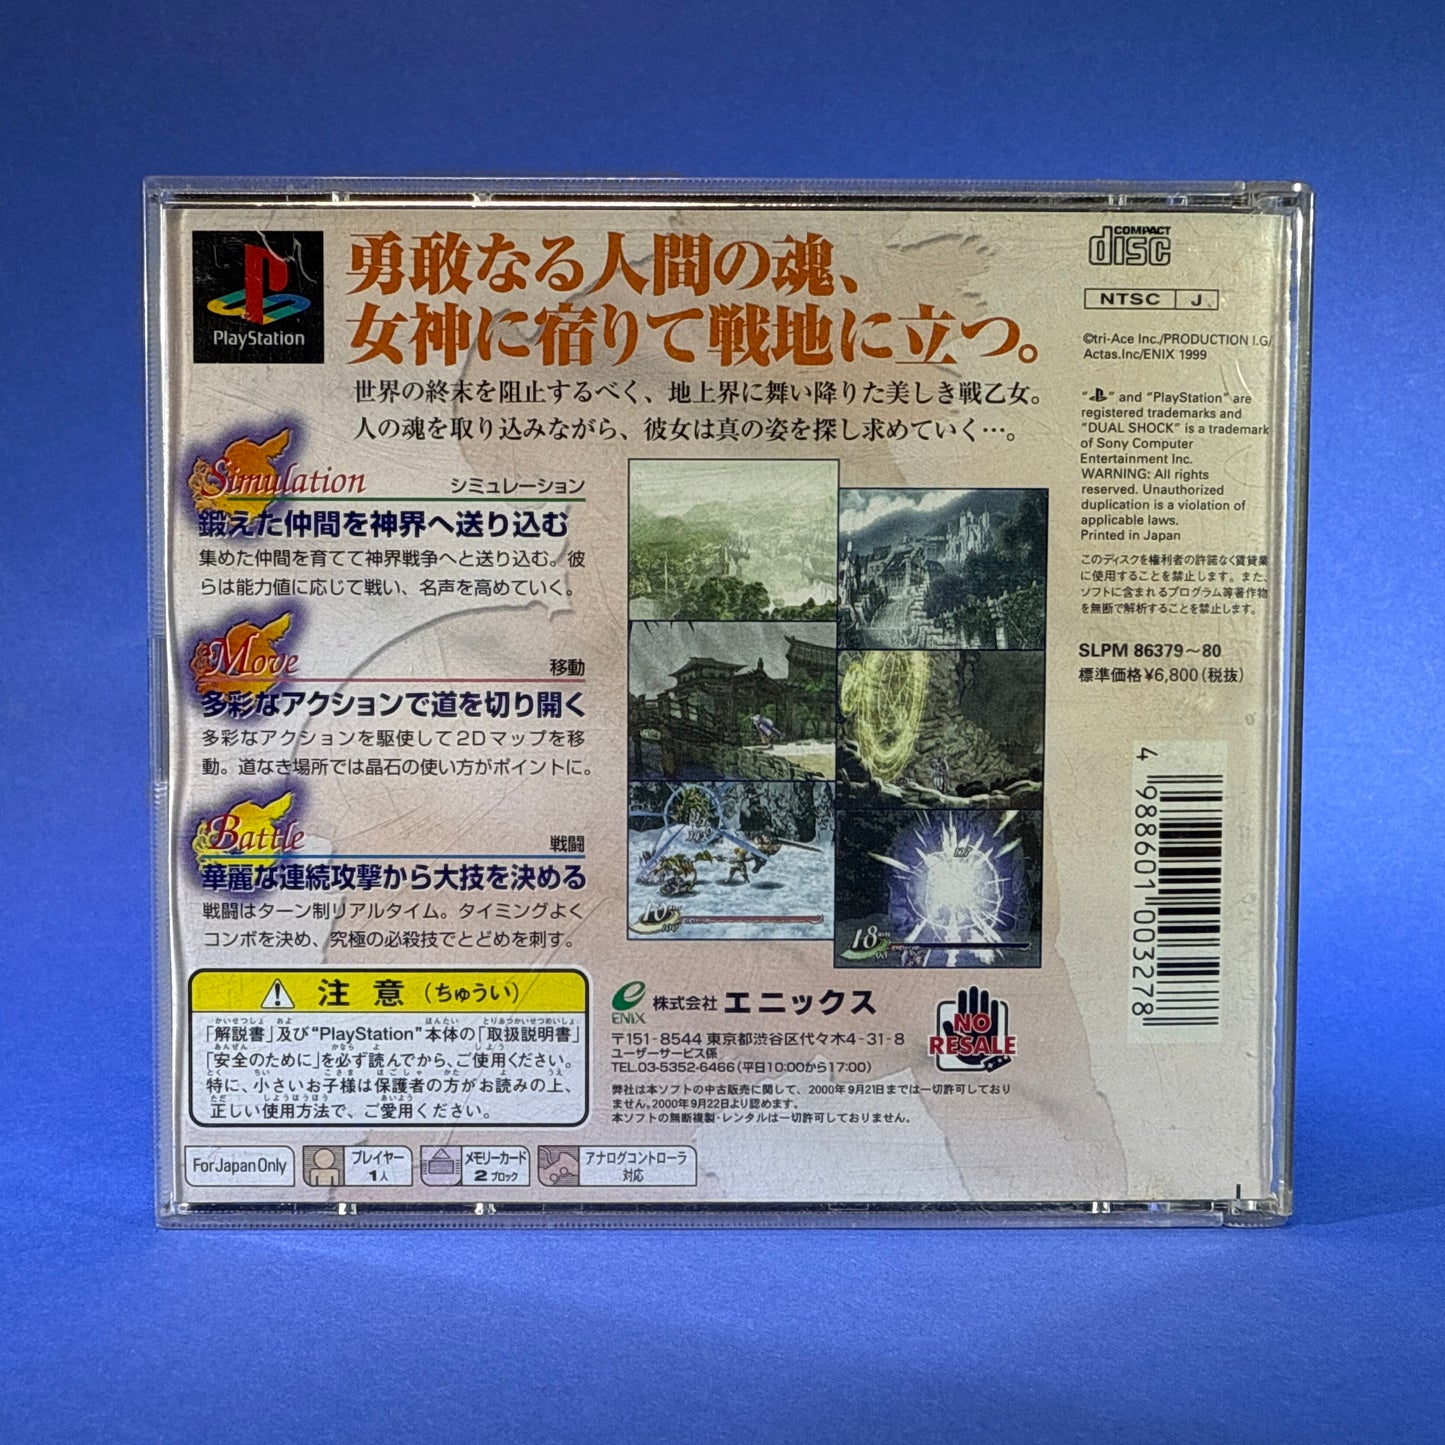 PlayStation
勇敢なる人間の魂、
女神に宿りて戦地に立つ。
世界の終末を阻止するべく、地上界に舞い降りた美しき戦乙女。
人の魂を取り込みながら、彼女は真の姿を探し求めていく…。
Simulation
シミュレーション
鍛えた仲間を神界へ送り込む
集めた仲間を育てて神界戦争へと送り込む。彼
らは能力値に応じて戦い、名声を高めていく。
Move
移動
多彩なアクションで道を切り開く
多彩なアクションを駆使して2Dマップを移
動。道なき場所では晶石の使い方がポイントに。
Battle
戦闘
華麗な連続攻撃から大技を決める
戦闘はターン制リアルタイム。タイミングよく
コンボを決め、究極の必殺技でとどめを刺す。
注意(ちゅうい)
「解説書」及び“PlayStation”本体の「取扱説明書」
「安全のために」を必ず読んでから、ご使用ください。
特に、小さいお子様は保護者の方がお読みの上、
正しい使用方法で、ご愛用ください。
For Japan Only
プレイヤー
1人
メモリーカード
2ブロック
アナログコントローラ
対応
10
100
18
ENIX
株式会社エニックス
〒151-8544 東京都渋谷区代々木4-31-8
ユーザーサービス係
TEL.03-5352-6466(平日10:00から17:00)
弊社は本ソフトの中古販売に関して、2000年9月21日までは一切許可しており
ません。2000年9月22日より認めます。
本ソフトの無断複製・レンタルは一切許可しておりません。
NO
RESALE
COMPACT
disc
NTSC J
©tri-Ace Inc./PRODUCTION I.G/
Actas.Inc/ENIX 1999
“ ” and “PlayStation” are
registered trademarks and
“DUAL SHOCK” is a trademark
of Sony Computer
Entertainment Inc.
WARNING: All rights
reserved. Unauthorized
duplication is a violation of
applicable laws.
Printed in Japan
このディスクを権利者の許諾なく賃貸業
に使用することを禁止します。また、
ソフトに含まれるプログラム等著作物
を無断で解析することを禁止します。
SLPM 86379～80
標準価格¥6,800(税抜)
4 988601 003278